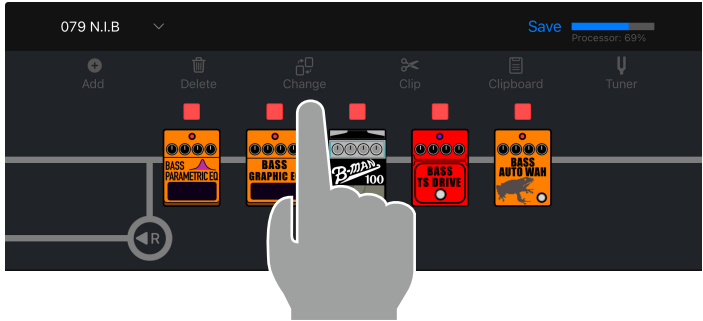 079 N.I.B
Save
Processor: 69%
Add
Delete
Change
Clip
Clipboard
Tuner
BASS
PARAMETRIC EQ
BASS
GRAPHIC E
B-MAN
100
BASS
TS DRIVE
BASS
AUTO WAH
R